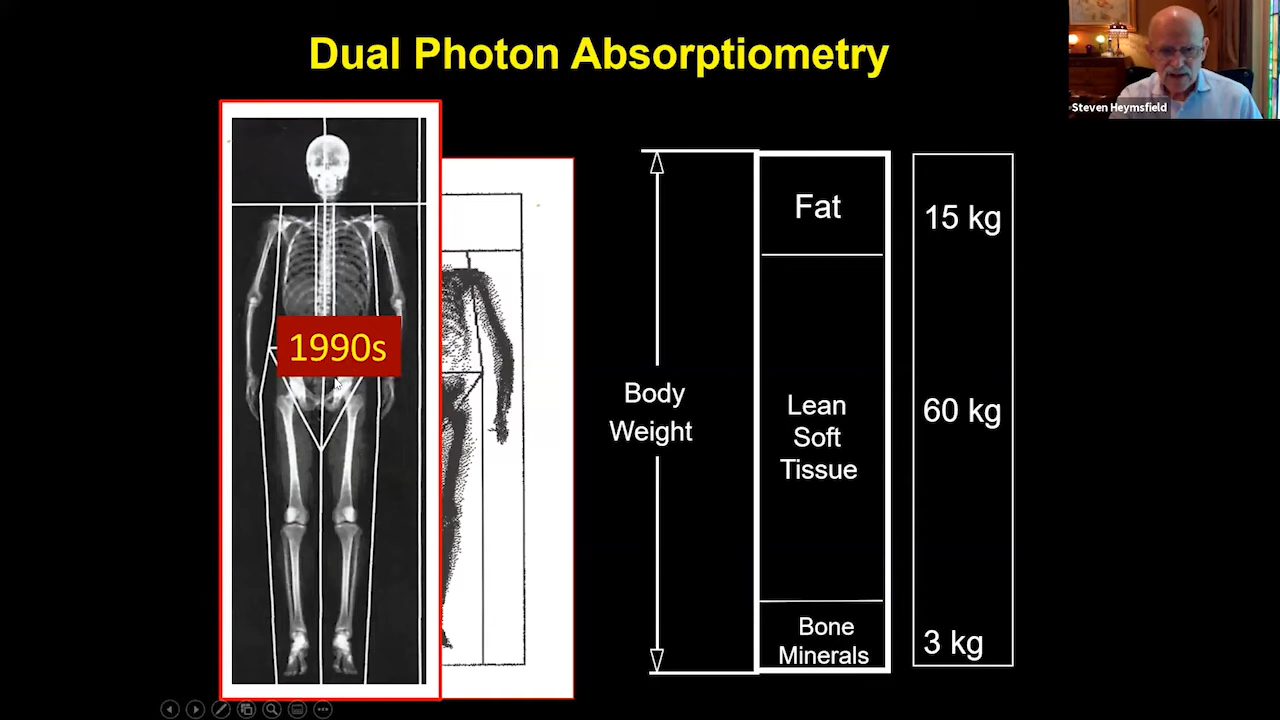 Dual Photon Absorptiometry
Steven Heymsfield
1990s
Body
Weight
Fat
Lean
Soft
Tissue
Bone
Minerals
15 kg
60 kg
3 kg